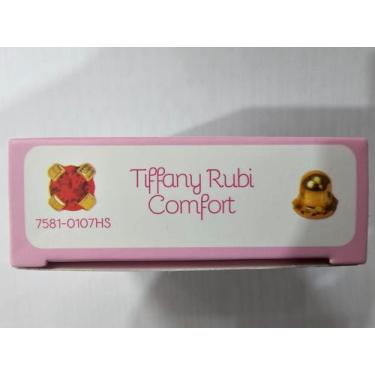 Tiffany Rubi
Comfort
7581-0107HS